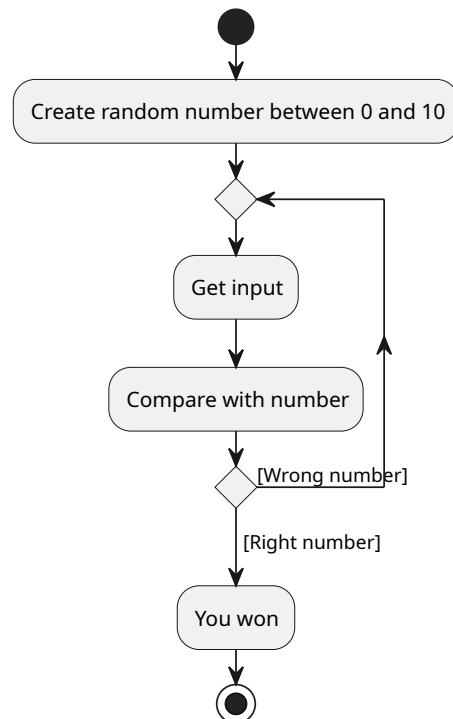 Create random number between 0 and 10
Get input
Compare with number
[Wrong number]
[Right number]
You won